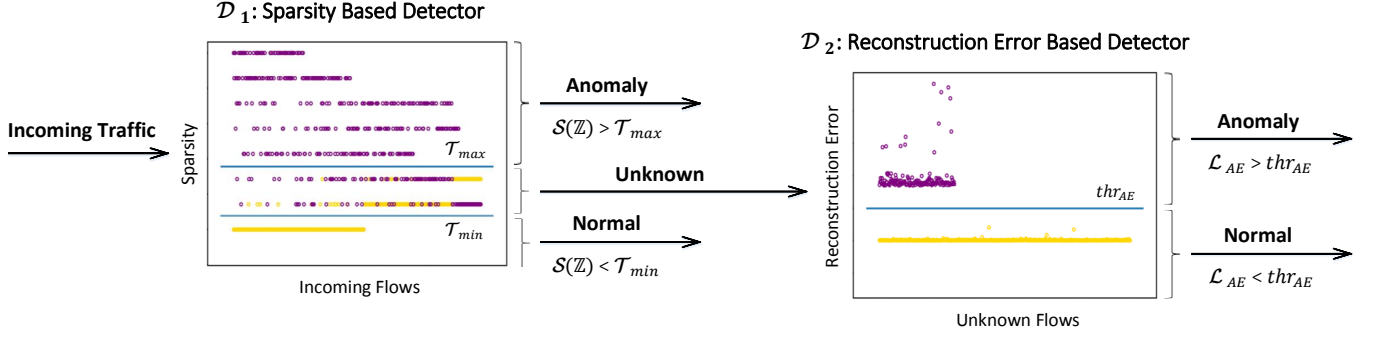 𝒟 1: Sparsity Based Detector
Incoming Traffic
Sparsity
𝒯max
𝒯min
Incoming Flows
Anomaly
𝒮(ℤ) > 𝒯max
Unknown
Normal
𝒮(ℤ) < 𝒯min
𝒟 2: Reconstruction Error Based Detector
Reconstruction Error
thrAE
Unknown Flows
Anomaly
ℒ AE > thrAE
Normal
ℒ AE < thrAE